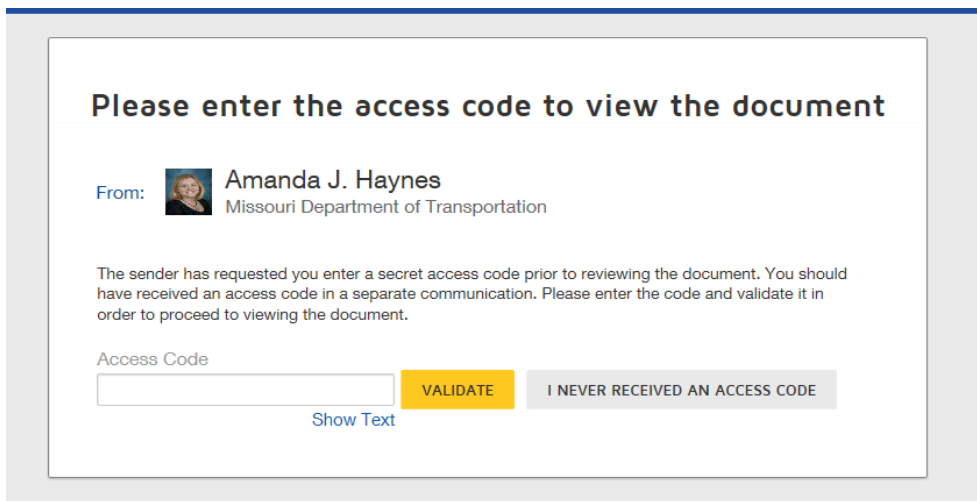 Please enter the access code to view the document
From:
Amanda J. Haynes
Missouri Department of Transportation
The sender has requested you enter a secret access code prior to reviewing the document. You should
have received an access code in a separate communication. Please enter the code and validate it in
order to proceed to viewing the document.
Access Code
VALIDATE
I NEVER RECEIVED AN ACCESS CODE
Show Text